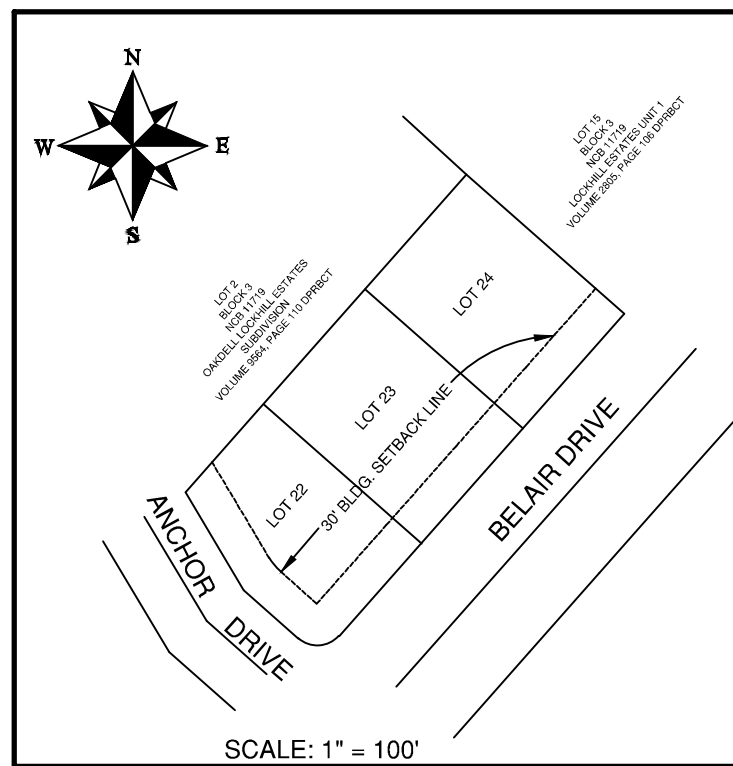 N
W
E
S
LOT 15
BLOCK 3
NCB 11719
LOCKHILL ESTATES UNIT 1
VOLUME 2805, PAGE 106 DPRBCT
LOT 2
BLOCK 3
NCB 11719
OAKDELL LOCKHILL ESTATES
SUBDIVISION
VOLUME 9564, PAGE 110 DPRBCT
LOT 24
LOT 23
LOT 22
30' BLDG. SETBACK LINE
BELAIR DRIVE
ANCHOR DRIVE
SCALE: 1" = 100'